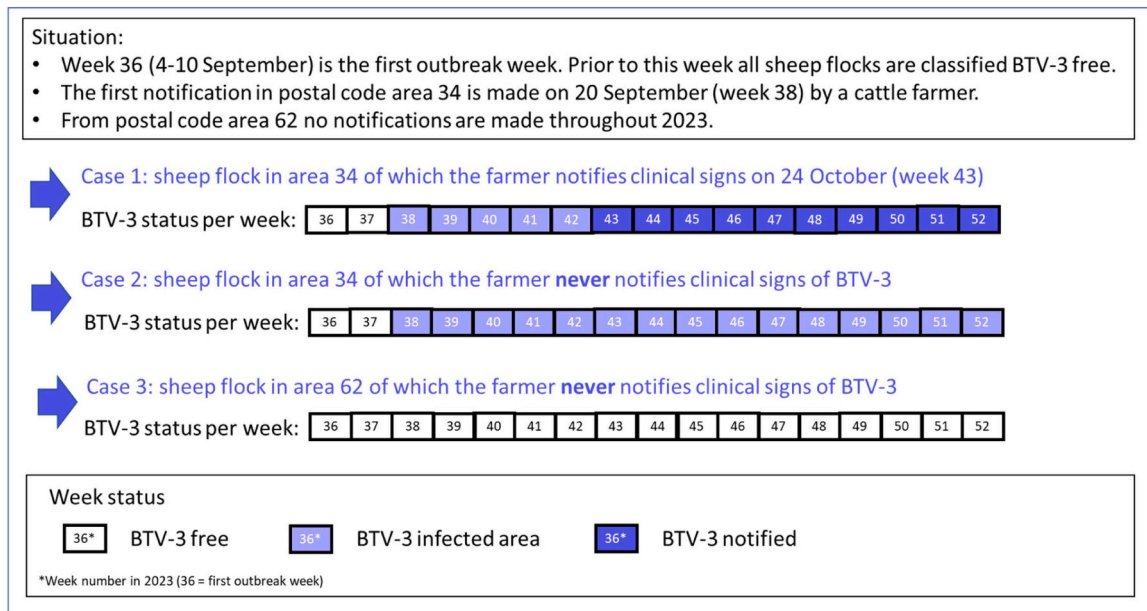 Situation:
• Week 36 (4-10 September) is the first outbreak week. Prior to this week all sheep flocks are classified BTV-3 free.
• The first notification in postal code area 34 is made on 20 September (week 38) by a cattle farmer.
• From postal code area 62 no notifications are made throughout 2023.
Case 1: sheep flock in area 34 of which the farmer notifies clinical signs on 24 October (week 43)
BTV-3 status per week: 36 37 38 39 40 41 42 43 44 45 46 47 48 49 50 51 52
Case 2: sheep flock in area 34 of which the farmer never notifies clinical signs of BTV-3
BTV-3 status per week: 36 37 38 39 40 41 42 43 44 45 46 47 48 49 50 51 52
Case 3: sheep flock in area 62 of which the farmer never notifies clinical signs of BTV-3
BTV-3 status per week: 36 37 38 39 40 41 42 43 44 45 46 47 48 49 50 51 52
Week status
36* BTV-3 free 36* BTV-3 infected area 36* BTV-3 notified
*Week number in 2023 (36 = first outbreak week)